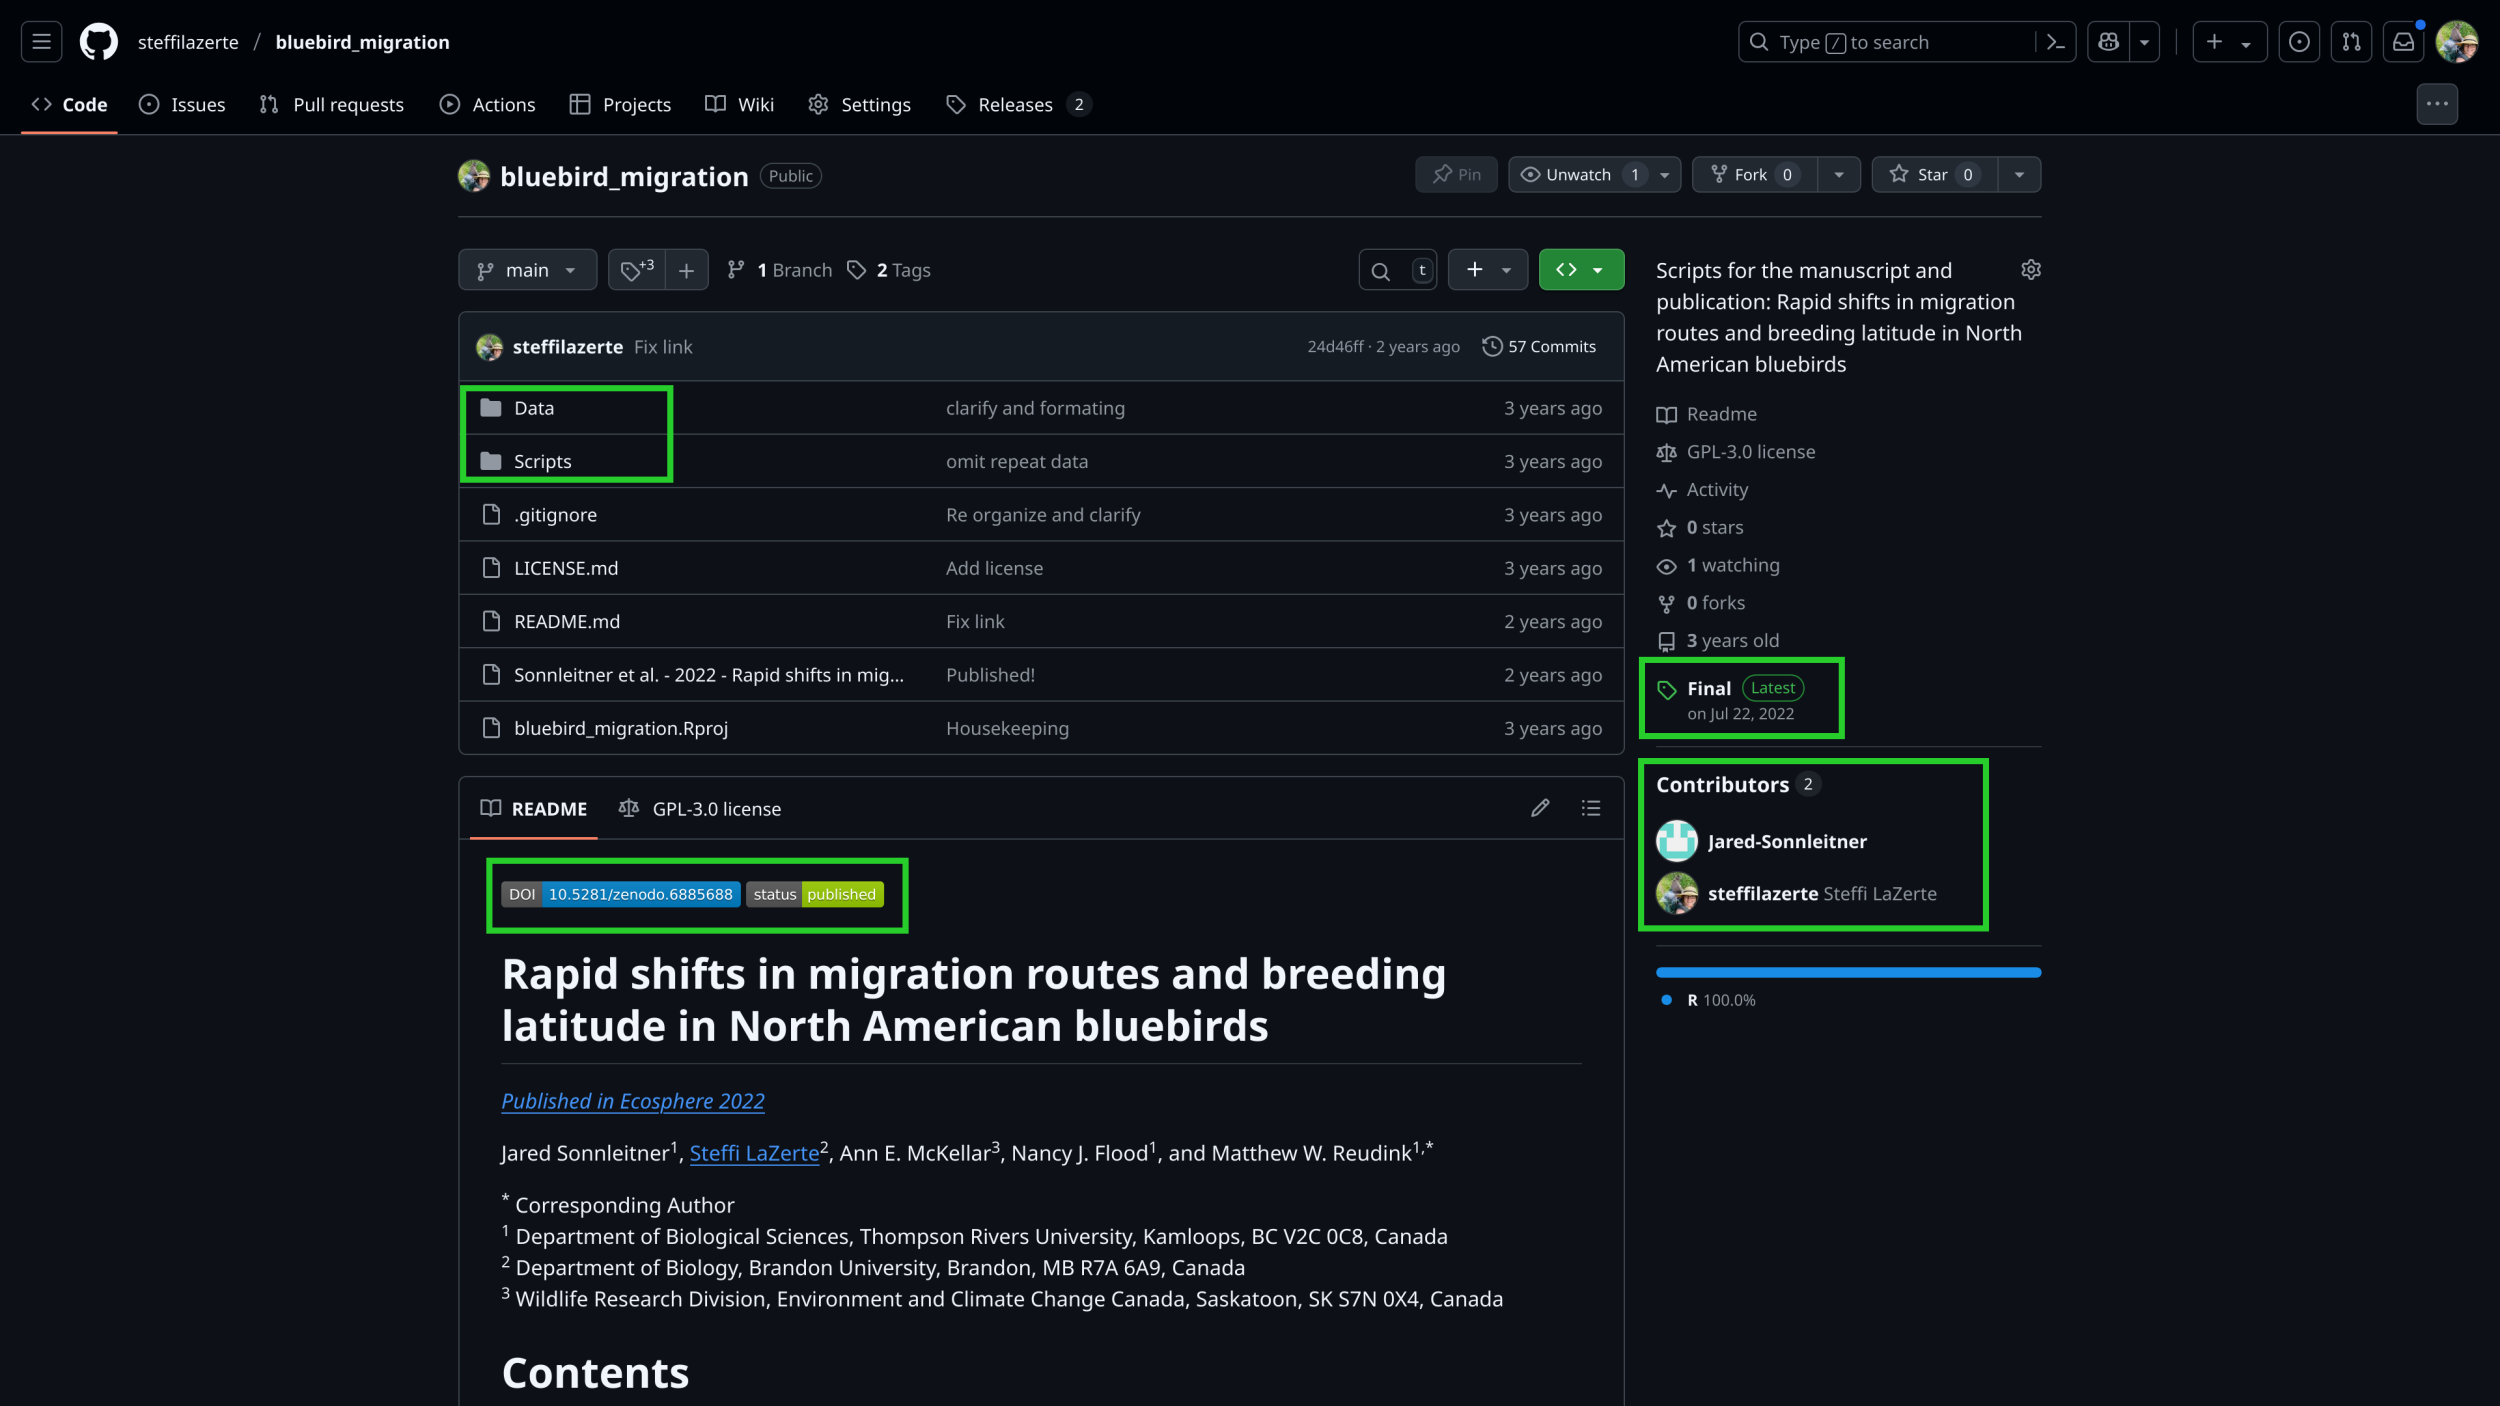 steffilazerte / bluebird_migration
Type / to search
Code
Issues
Pull requests
Actions
Projects
Wiki
Settings
Releases 2
bluebird_migration Public
Pin
Unwatch 1
Fork 0
Star 0
main
+3
1 Branch
2 Tags
t
steffilazerte Fix link
24d46ff · 2 years ago
57 Commits
Data clarify and formating 3 years ago
Scripts omit repeat data 3 years ago
.gitignore Re organize and clarify 3 years ago
LICENSE.md Add license 3 years ago
README.md Fix link 2 years ago
Sonnleitner et al. - 2022 - Rapid shifts in mig... Published! 2 years ago
bluebird_migration.Rproj Housekeeping 3 years ago
README
GPL-3.0 license
DOI 10.5281/zenodo.6885688 status published
Rapid shifts in migration routes and breeding
latitude in North American bluebirds
Published in Ecosphere 2022
Jared Sonnleitner1, Steffi LaZerte2, Ann E. McKellar3, Nancy J. Flood1, and Matthew W. Reudink1,*
* Corresponding Author
1 Department of Biological Sciences, Thompson Rivers University, Kamloops, BC V2C 0C8, Canada
2 Department of Biology, Brandon University, Brandon, MB R7A 6A9, Canada
3 Wildlife Research Division, Environment and Climate Change Canada, Saskatoon, SK S7N 0X4, Canada
Contents
Scripts for the manuscript and
publication: Rapid shifts in migration
routes and breeding latitude in North
American bluebirds
Readme
GPL-3.0 license
Activity
0 stars
1 watching
0 forks
3 years old
Final Latest
on Jul 22, 2022
Contributors 2
Jared-Sonnleitner
steffilazerte Steffi LaZerte
R 100.0%